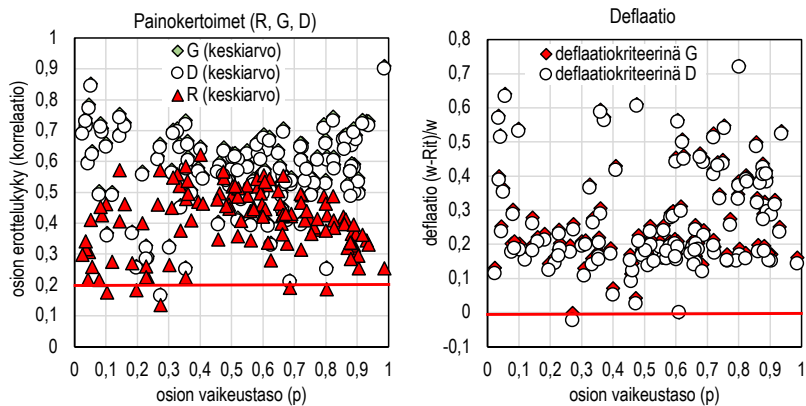 Painokertoimet (R, G, D)
G (keskiarvo)
D (keskiarvo)
R (keskiarvo)
osion erottelukyky (korrelaatio)
1
0,9
0,8
0,7
0,6
0,5
0,4
0,3
0,2
0,1
0
0 0,1 0,2 0,3 0,4 0,5 0,6 0,7 0,8 0,9 1
osion vaikeustaso (p)
Deflaatio
deflaatiokriteerinä G
deflaatiokriteerinä D
deflaatio (w-Rit)/w
0,8
0,7
0,6
0,5
0,4
0,3
0,2
0,1
0
-0,1
0 0,1 0,2 0,3 0,4 0,5 0,6 0,7 0,8 0,9 1
osion vaikeustaso (p)